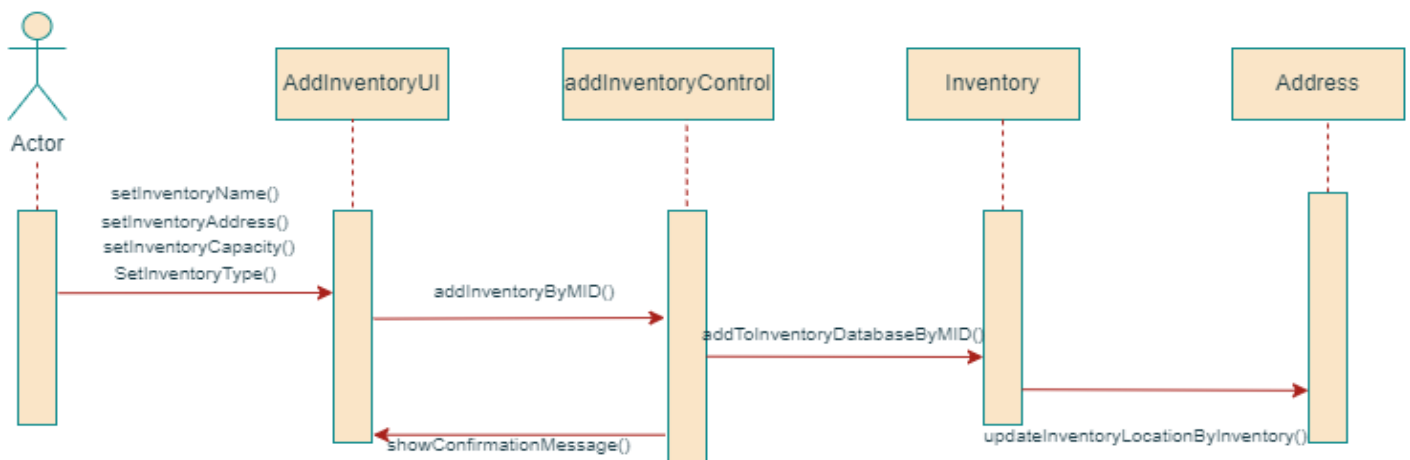 Actor
AddInventoryUI
addInventoryControl
Inventory
Address
setInventoryName()
setInventoryAddress()
setInventoryCapacity()
SetInventoryType()
addInventoryByMID()
addToInventoryDatabaseByMID()
updateInventoryLocationByInventory()
showConfirmationMessage()